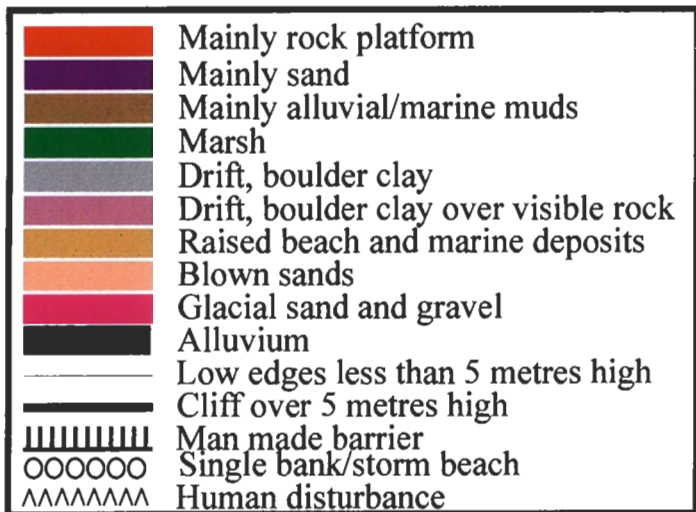 Mainly rock platform
Mainly sand
Mainly alluvial/marine muds
Marsh
Drift, boulder clay
Drift, boulder clay over visible rock
Raised beach and marine deposits
Blown sands
Glacial sand and gravel
Alluvium
Low edges less than 5 metres high
Cliff over 5 metres high
Man made barrier
Single bank/storm beach
Human disturbance